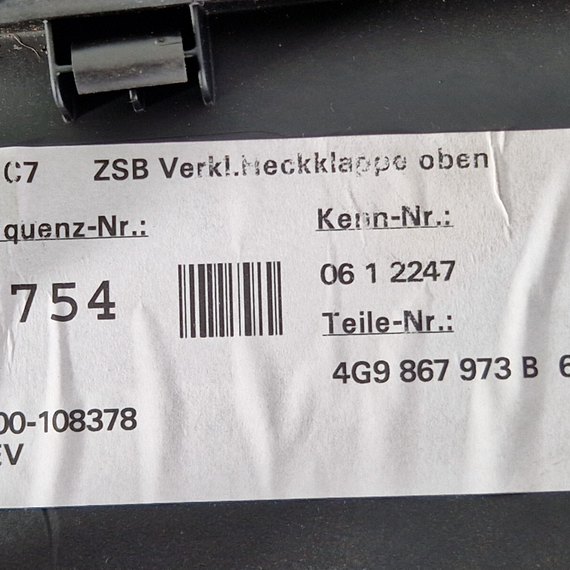 C7 ZSB Verkl.Heckklappe oben
quenz-Nr.:
Kenn-Nr.:
754
06 1 2247
Teile-Nr.:
4G9 867 973 B 6
00-108378
EV